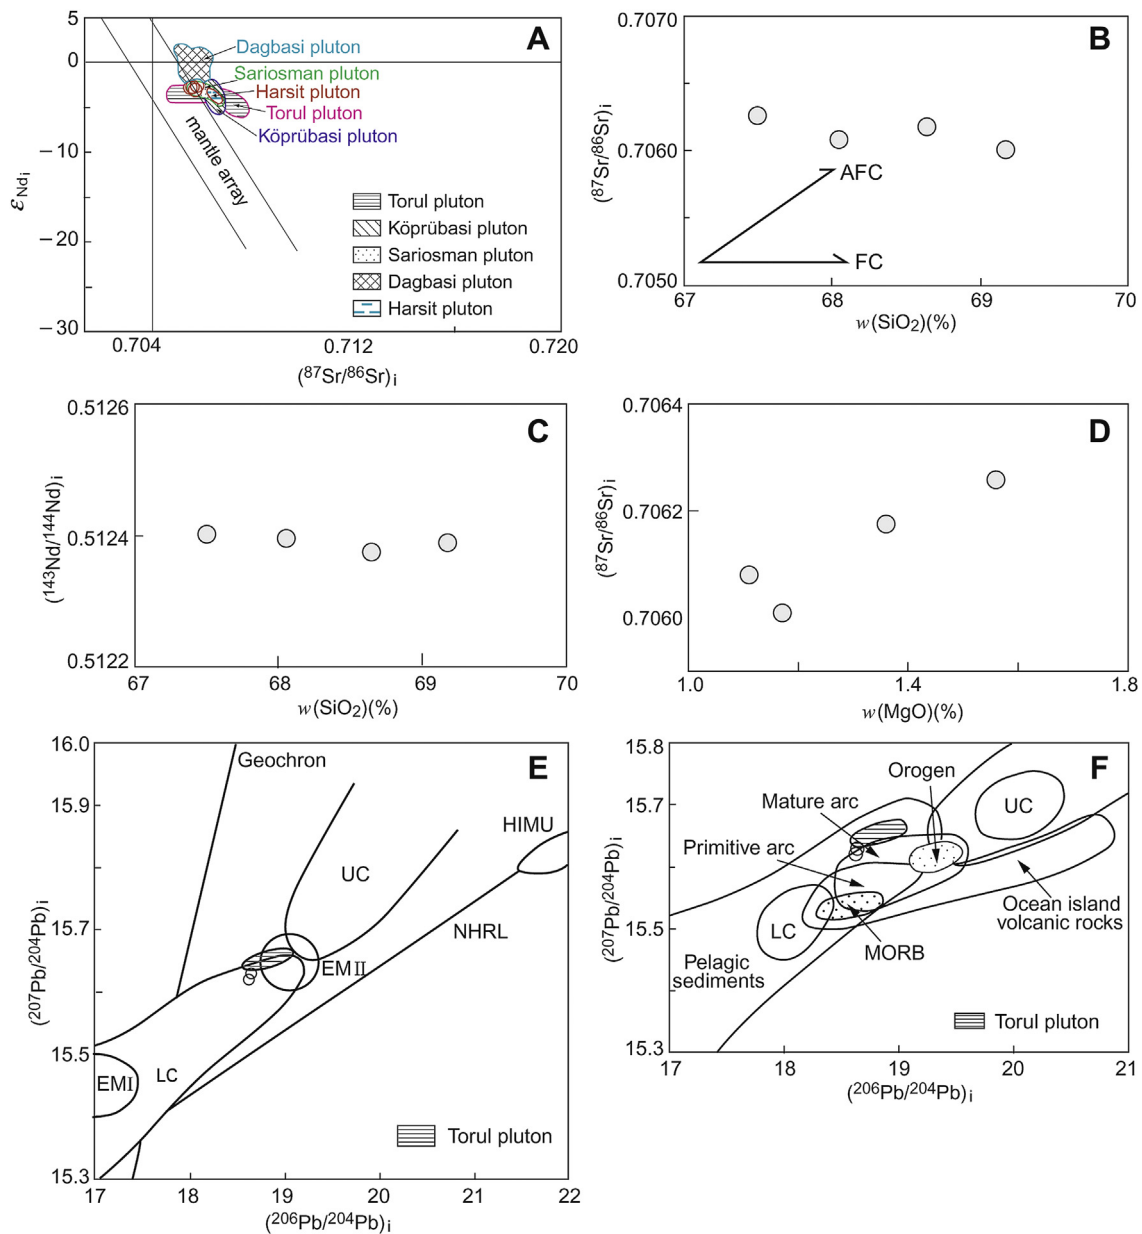 A
5
0
−10
−20
−30
εNdi
0.704
0.712
0.720
(87Sr/86Sr)i
Dagbasi pluton
Sariosman pluton
Harsit pluton
Torul pluton
Köprübasi pluton
mantle array
Torul pluton
Köprübasi pluton
Sariosman pluton
Dagbasi pluton
Harsit pluton
B
0.7070
0.7060
0.7050
(87Sr/86Sr)i
AFC
FC
67
68
69
70
w(SiO2)(%)
C
0.5126
0.5124
0.5122
(143Nd/144Nd)i
67
68
69
70
w(SiO2)(%)
D
0.7064
0.7062
0.7060
(87Sr/86Sr)i
1.0
1.4
1.8
w(MgO)(%)
E
16.0
15.9
15.7
15.5
15.3
(207Pb/204Pb)i
Geochron
HIMU
UC
NHRL
EMII
EMI
LC
Torul pluton
17
18
19
20
21
22
(206Pb/204Pb)i
F
15.8
15.7
15.5
15.3
(207Pb/204Pb)i
Orogen
Mature arc
UC
Primitive arc
Ocean island
volcanic rocks
LC
MORB
Pelagic
sediments
Torul pluton
17
18
19
20
21
(206Pb/204Pb)i